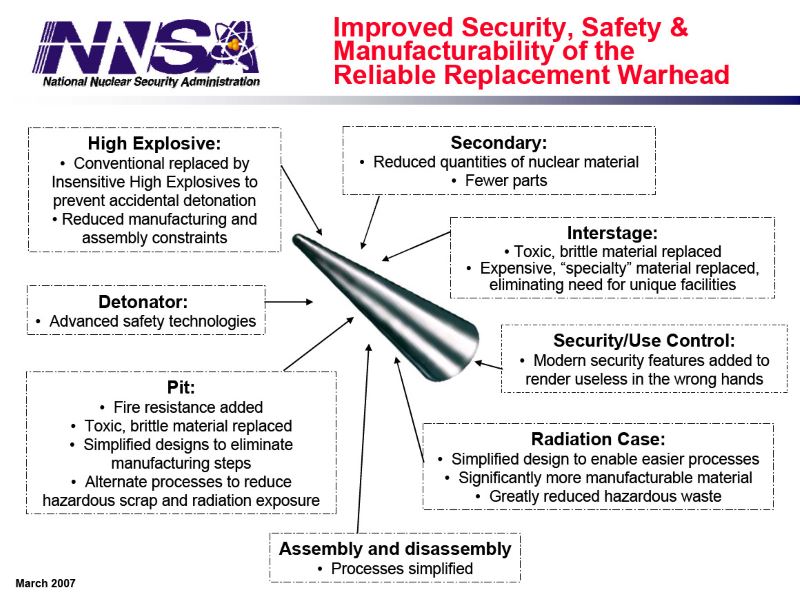 NNSA
National Nuclear Security Administration
Improved Security, Safety &
Manufacturability of the
Reliable Replacement Warhead
High Explosive:
• Conventional replaced by
Insensitive High Explosives to
prevent accidental detonation
• Reduced manufacturing and
assembly constraints
Secondary:
• Reduced quantities of nuclear material
• Fewer parts
Interstage:
• Toxic, brittle material replaced
• Expensive, “specialty” material replaced,
eliminating need for unique facilities
Detonator:
• Advanced safety technologies
Security/Use Control:
• Modern security features added to
render useless in the wrong hands
Pit:
• Fire resistance added
• Toxic, brittle material replaced
• Simplified designs to eliminate
manufacturing steps
• Alternate processes to reduce
hazardous scrap and radiation exposure
Radiation Case:
• Simplified design to enable easier processes
• Significantly more manufacturable material
• Greatly reduced hazardous waste
Assembly and disassembly
• Processes simplified
March 2007